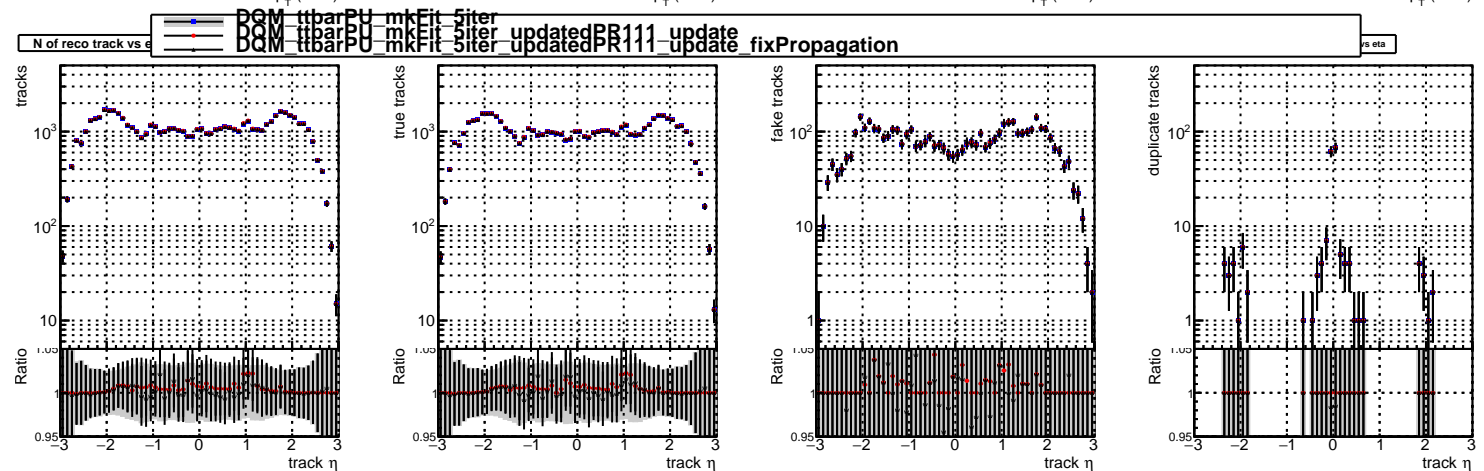 DQM_ttbarPU_mkFit_5iter
DQM_ttbarPU_mkFit_5iter_updatedPR111_update
DQM_ttbarPU_mkFit_5iter_updatedPR111_update_fixPropagation
N of reco track vs e
vs eta
tracks
10³
10²
10
Ratio
1.05
1
0.95
−3 −2 −1 0 1 2 3
track η
true tracks
10³
10²
10
Ratio
1.05
1
0.95
−3 −2 −1 0 1 2 3
track η
fake tracks
10²
10
1
Ratio
1.05
1
0.95
−3 −2 −1 0 1 2 3
track η
duplicate tracks
10²
10
1
Ratio
1.05
1
0.95
−3 −2 −1 0 1 2 3
track η